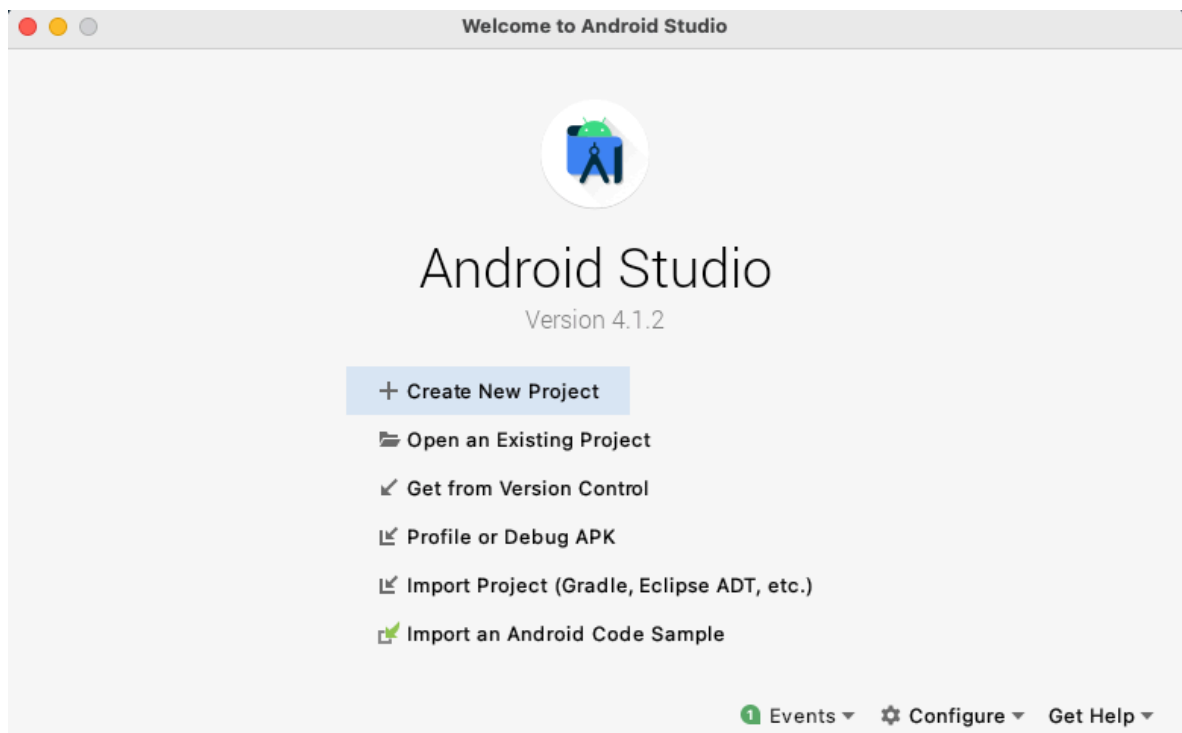 Welcome to Android Studio
Android Studio
Version 4.1.2
Create New Project
Open an Existing Project
Get from Version Control
Profile or Debug APK
Import Project (Gradle, Eclipse ADT, etc.)
Import an Android Code Sample
1 Events Configure Get Help